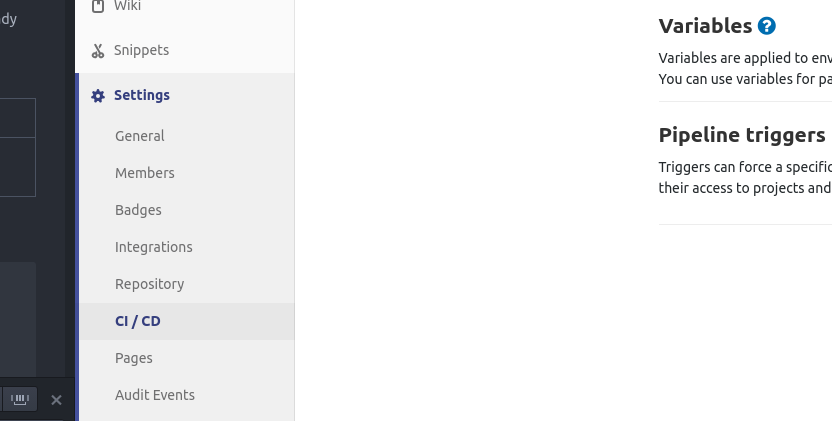 dy
Wiki
Snippets
Settings
General
Members
Badges
Integrations
Repository
CI / CD
Pages
Audit Events
Variables
Variables are applied to env
You can use variables for pa
Pipeline triggers
Triggers can force a specific
their access to projects and